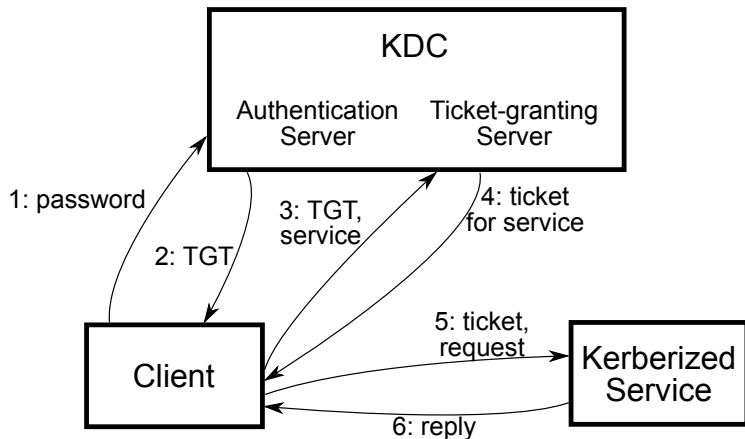 KDC
Authentication
Server
Ticket-granting
Server
1: password
2: TGT
3: TGT,
service
4: ticket
for service
Client
5: ticket,
request
Kerberized
Service
6: reply